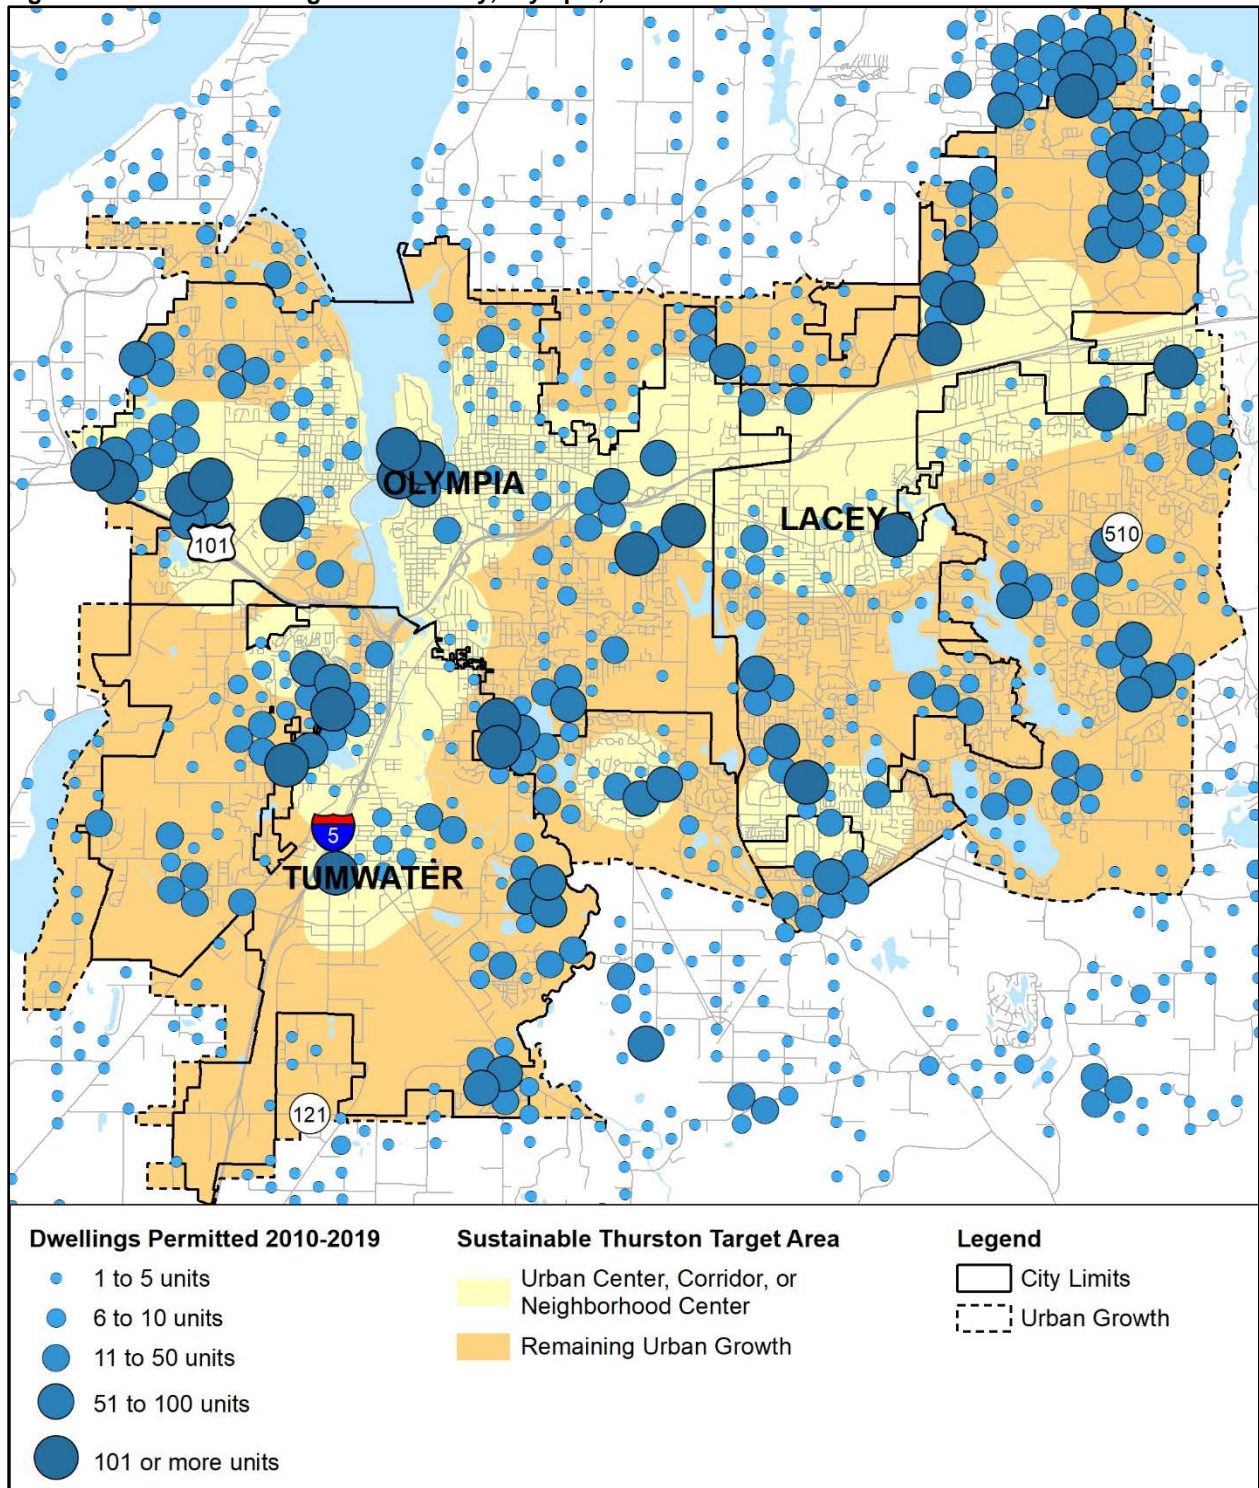 OLYMPIA
LACEY
101
510
5
TUMWATER
121
Dwellings Permitted 2010-2019
1 to 5 units
6 to 10 units
11 to 50 units
51 to 100 units
101 or more units
Sustainable Thurston Target Area
Urban Center, Corridor, or
Neighborhood Center
Remaining Urban Growth
Legend
City Limits
Urban Growth